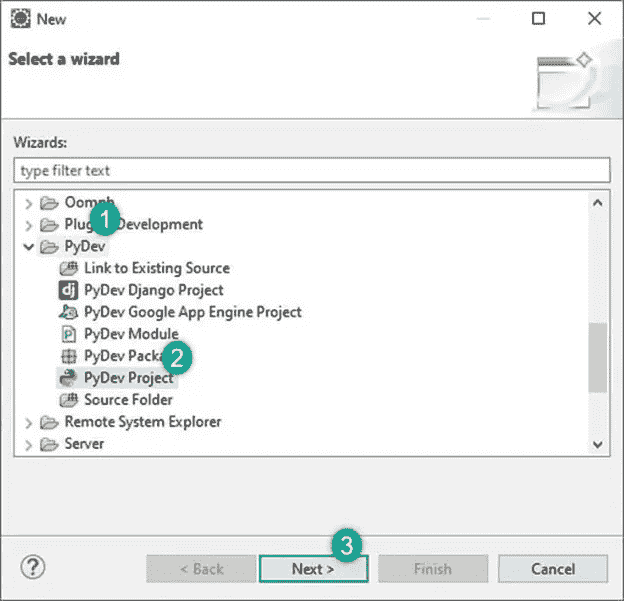 New
Select a wizard
Wizards:
type filter text
Oomph
1
Plug Development
PyDev
Link to Existing Source
dj PyDev Django Project
PyDev Google App Engine Project
P PyDev Module
PyDev Packa
2
PyDev Project
Source Folder
Remote System Explorer
Server
3
? < Back Next > Finish Cancel